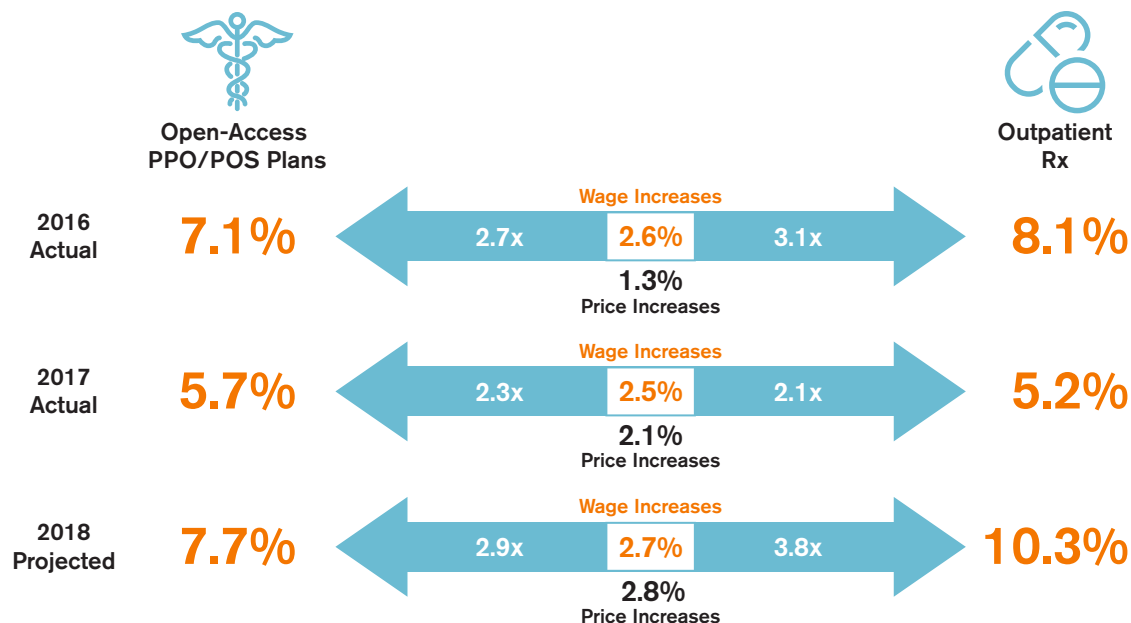 Open-Access
PPO/POS Plans
Outpatient
Rx
2016
Actual
7.1%
Wage Increases
2.7x
2.6%
3.1x
1.3%
Price Increases
8.1%
2017
Actual
5.7%
Wage Increases
2.3x
2.5%
2.1x
2.1%
Price Increases
5.2%
2018
Projected
7.7%
Wage Increases
2.9x
2.7%
3.8x
2.8%
Price Increases
10.3%